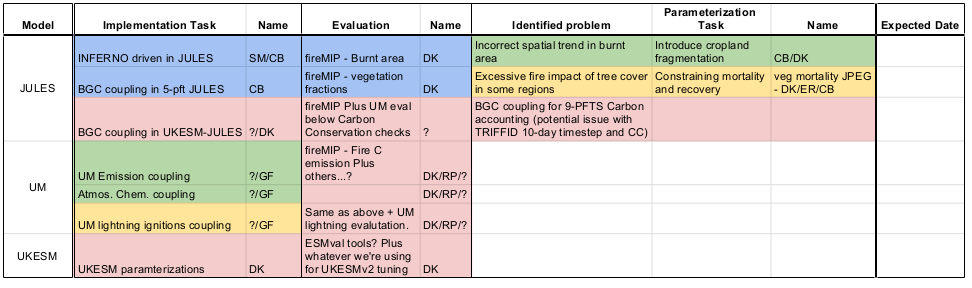 Model
Implementation Task
Name
Evaluation
Name
Identified problem
Parameterization
Task
Name
Expected Date
JULES
INFERNO driven in JULES
SM/CB
fireMIP - Burnt area
DK
Incorrect spatial trend in burnt
area
Introduce cropland
fragmentation
CB/DK
BGC coupling in 5-pft JULES
CB
fireMIP - vegetation
fractions
DK
Excessive fire impact of tree cover
in some regions
Constraining mortality
and recovery
veg mortality JPEG
- DK/ER/CB
BGC coupling in UKESM-JULES
?/DK
fireMIP Plus UM eval
below Carbon
Conservation checks
?
BGC coupling for 9-PFTS Carbon
accounting (potential issue with
TRIFFID 10-day timestep and CC)
UM
UM Emission coupling
?/GF
fireMIP - Fire C
emission Plus
others...?
DK/RP/?
Atmos. Chem. coupling
?/GF
DK/RP/?
UM lightning ignitions coupling
?/GF
Same as above + UM
lightning evalutation.
DK/RP/?
UKESM
UKESM paramterizations
DK
ESMval tools? Plus
whatever we're using
for UKESMv2 tuning
DK